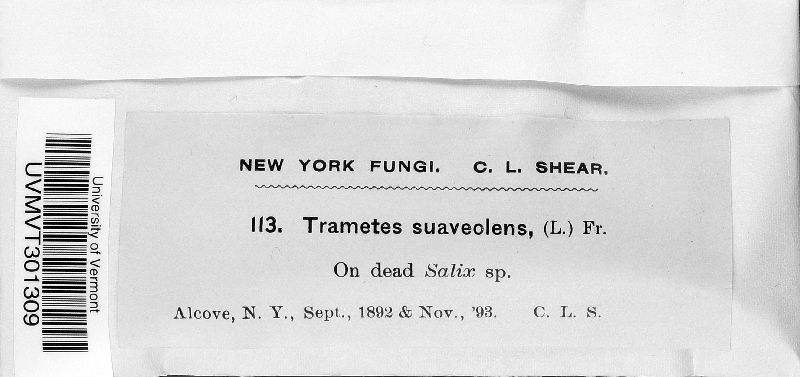 NEW YORK FUNGI. C. L. SHEAR.
113. Trametes suaveolens, (L.) Fr.
On dead Salix sp.
Alcove, N. Y., Sept., 1892 & Nov., '93. C. L. S.
University of Vermont
UVMVT301309